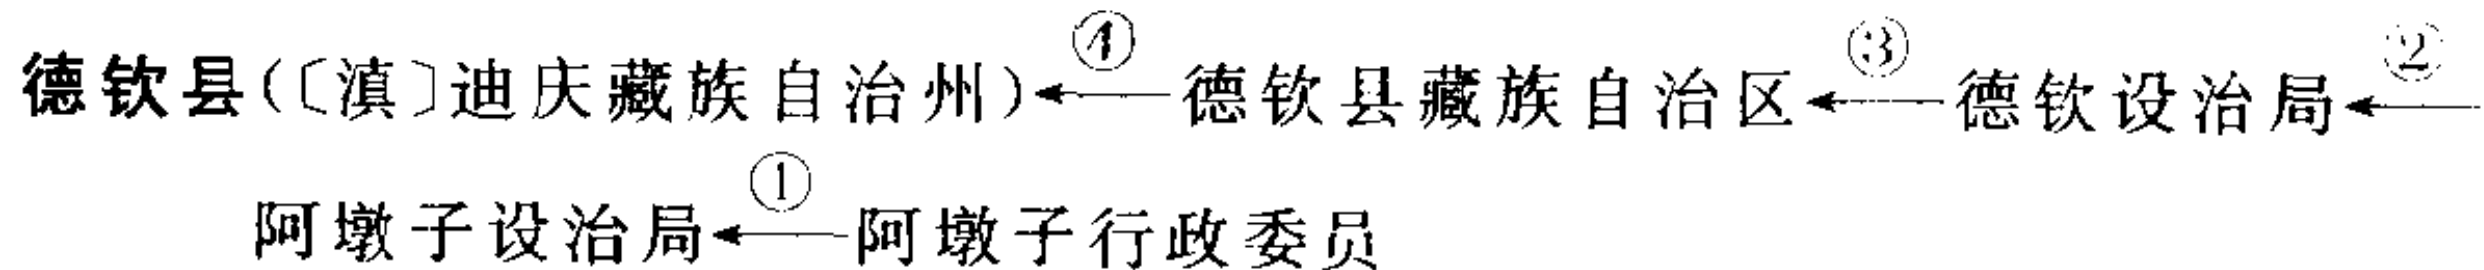 德钦县(〔滇〕迪庆藏族自治州)←④德钦县藏族自治区←③德钦设治局←②
阿墩子设治局←①阿墩子行政委员